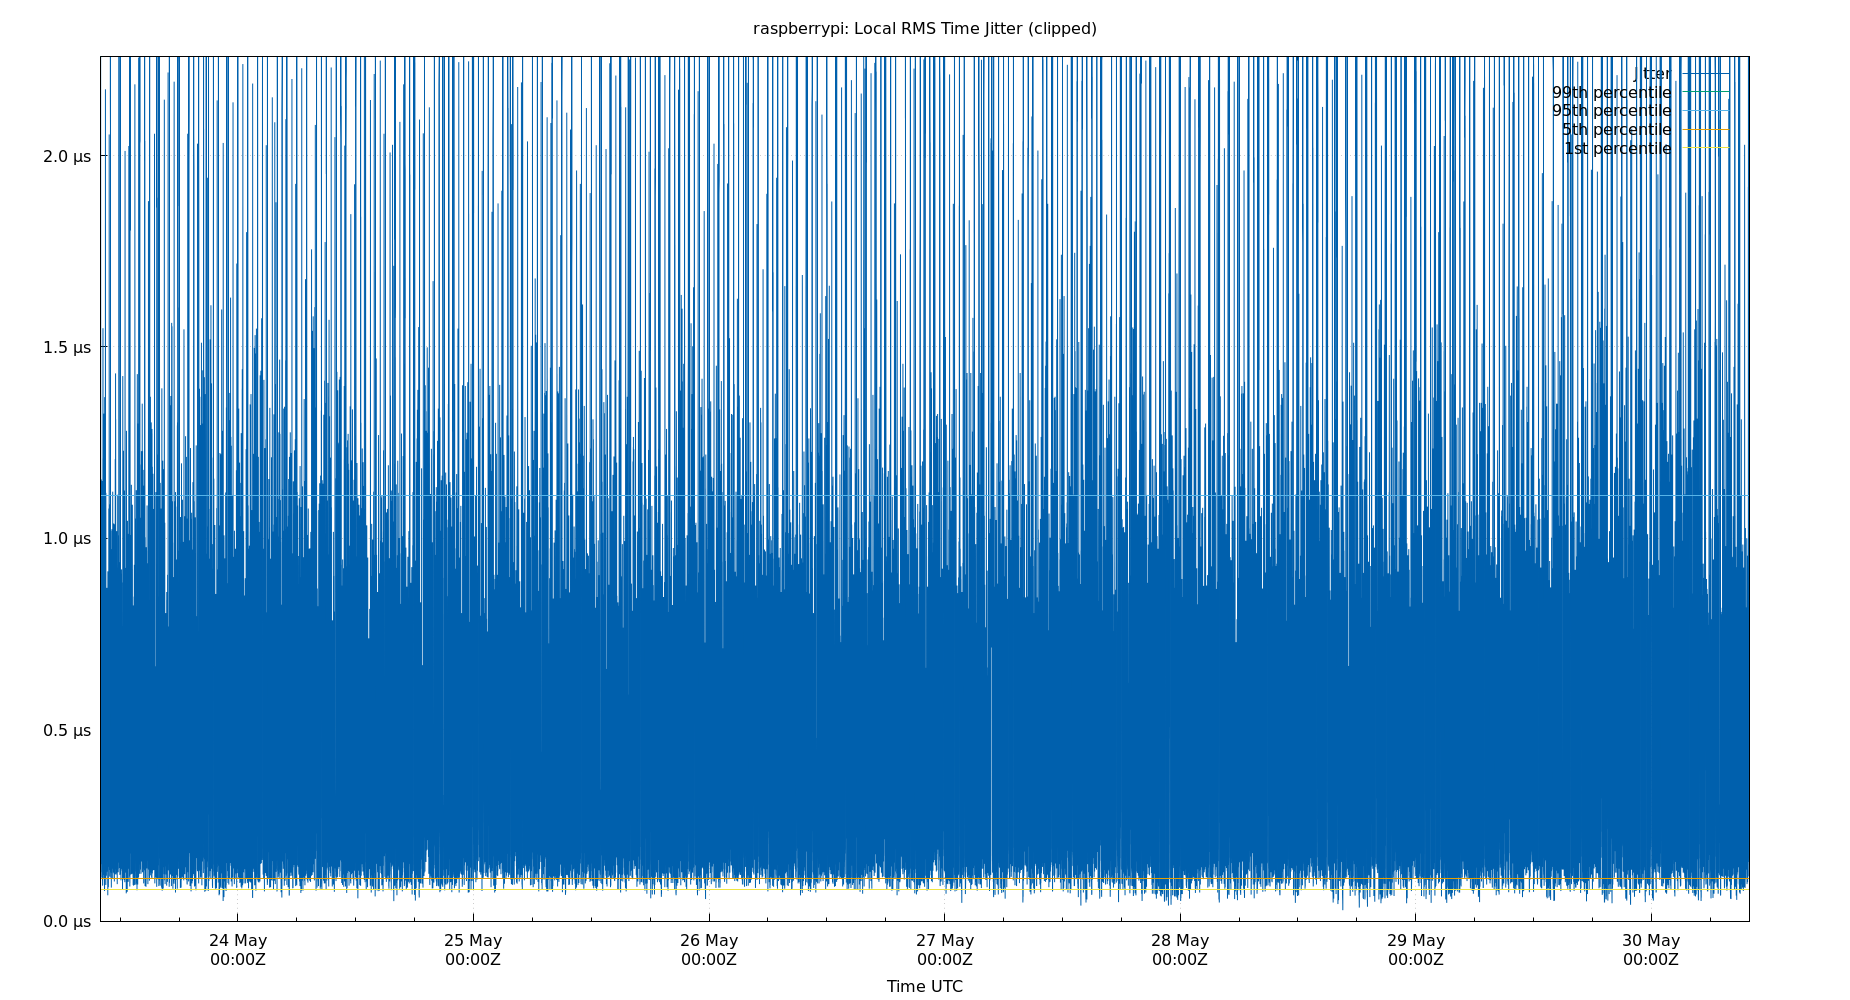 raspberrypi: Local RMS Time Jitter (clipped)
jitter
99th percentile
95th percentile
5th percentile
1st percentile
2.0 µs
1.5 µs
1.0 µs
0.5 µs
0.0 µs
24 May 25 May 26 May 27 May 28 May 29 May 30 May
00:00Z 00:00Z 00:00Z 00:00Z 00:00Z 00:00Z 00:00Z
Time UTC